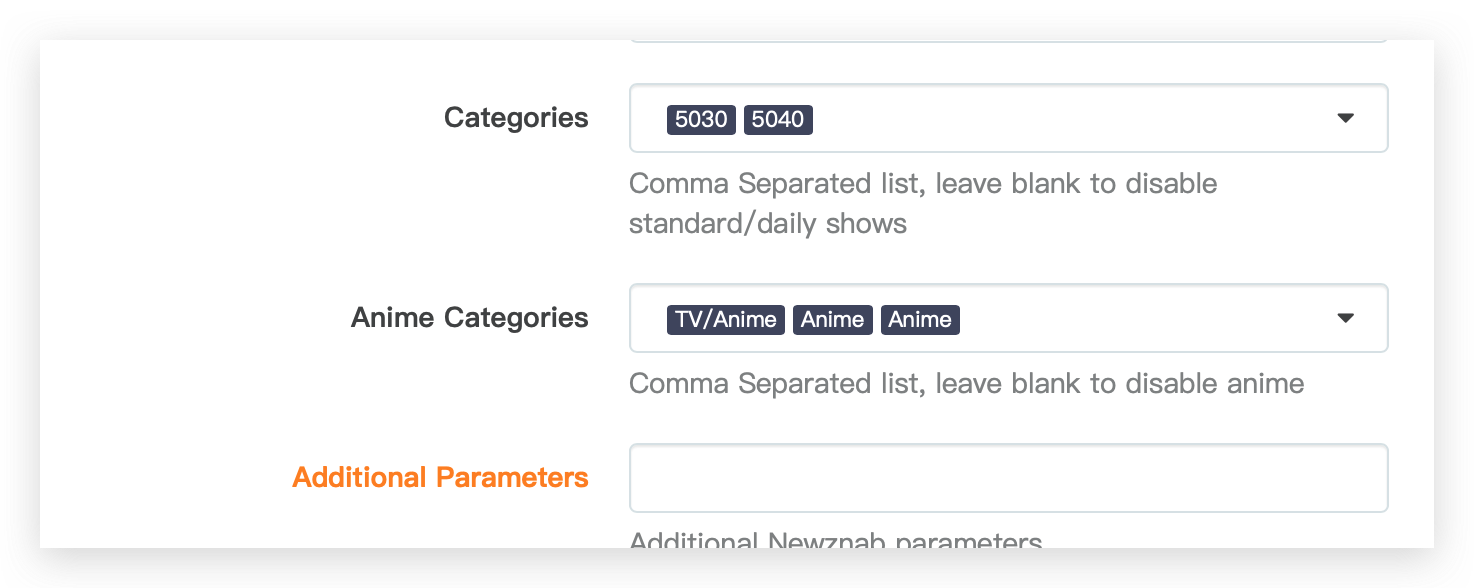 Categories
5030 5040
Comma Separated list, leave blank to disable
standard/daily shows
Anime Categories
TV/Anime Anime Anime
Comma Separated list, leave blank to disable anime
Additional Parameters
Additional Newznab parameters